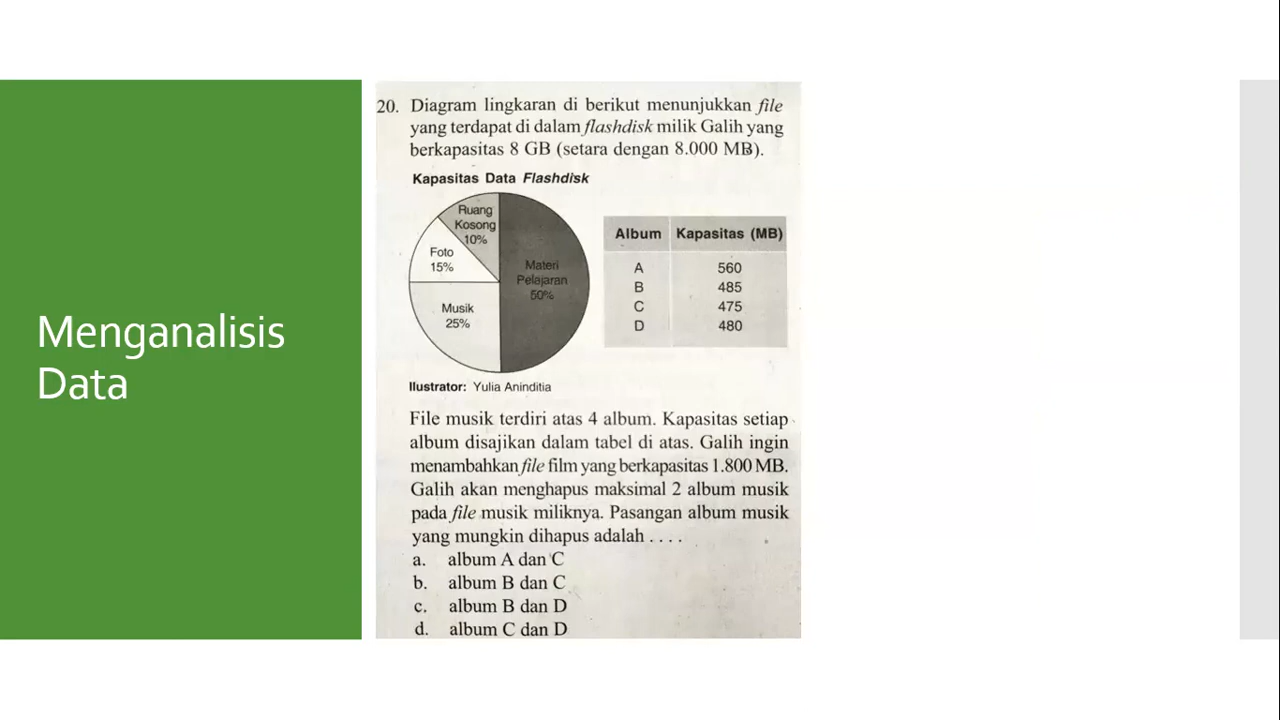 Menganalisis
Data
20. Diagram lingkaran di berikut menunjukkan file
yang terdapat di dalam flashdisk milik Galih yang
berkapasitas 8 GB (setara dengan 8.000 MB).
Kapasitas Data Flashdisk
Ruang
Kosong
10%
Foto
15%
Materi
Pelajaran
50%
Musik
25%
Album Kapasitas (MB)
A 560
B 485
C 475
D 480
Ilustrator: Yulia Aninditia
File musik terdiri atas 4 album. Kapasitas setiap
album disajikan dalam tabel di atas. Galih ingin
menambahkan file film yang berkapasitas 1.800 MB.
Galih akan menghapus maksimal 2 album musik
pada file musik miliknya. Pasangan album musik
yang mungkin dihapus adalah . . . .
a. album A dan C
b. album B dan C
c. album B dan D
d. album C dan D